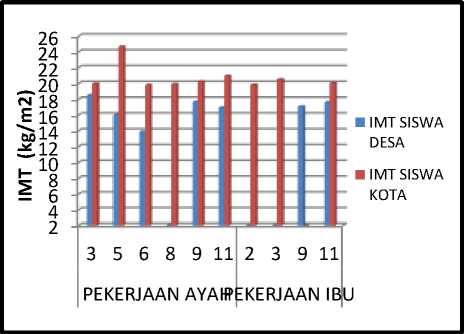 IMT (kg/m2)
26
24
22
20
18
16
14
12
10
8
6
4
2
3 5 6 8 9 11 2 3 9 11
PEKERJAAN AYAH PEKERJAAN IBU
IMT SISWA
DESA
IMT SISWA
KOTA